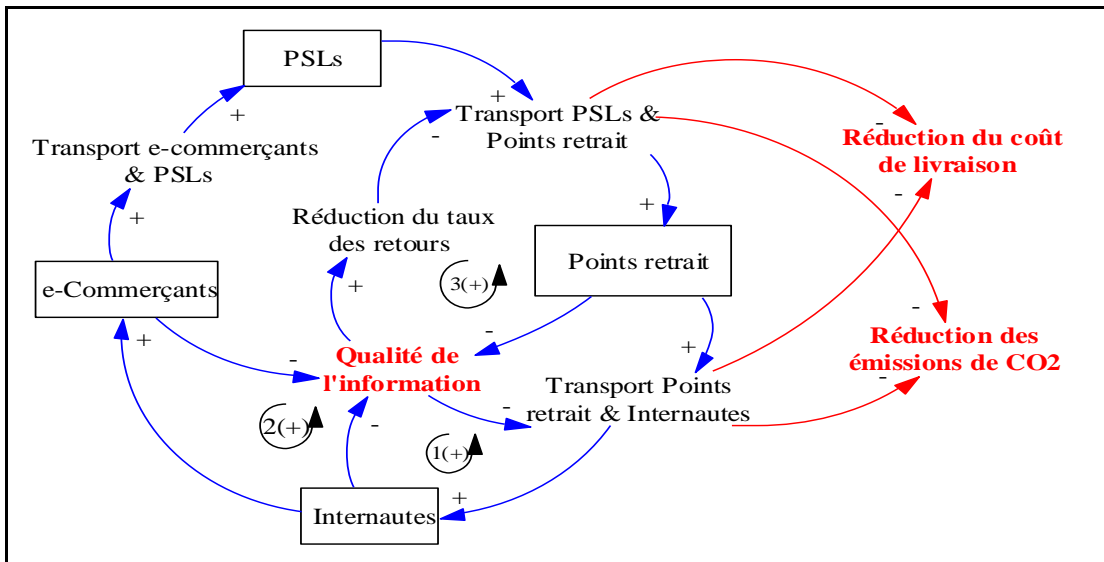 PSLs
+
+
-
Transport PSLs &
Points retrait
-
Réduction du coût
de livraison
-
Transport e-commerçants
& PSLs
+
+
Réduction du taux
des retours
+
Points retrait
e-Commerçants
+
3(+)
+
-
-
Qualité de
l'information
-
+
-
Réduction des
émissions de CO2
-
Transport Points
retrait & Internautes
-
2(+)
-
1(+)
+
Internautes